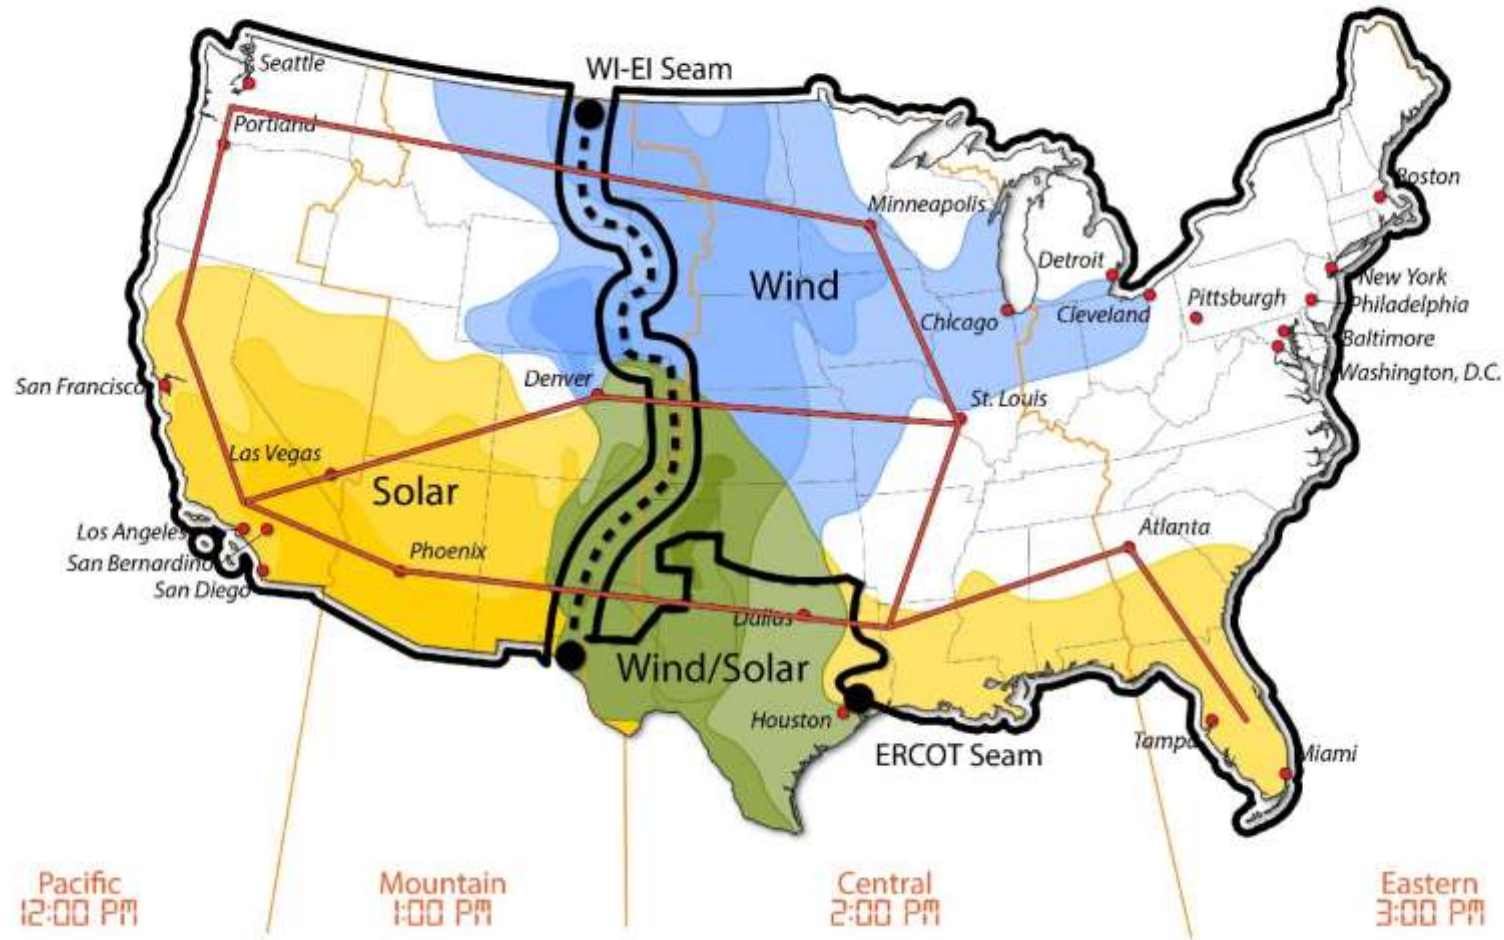 WI-EI Seam
Seattle
Portland
Boston
Minneapolis
Detroit
New York
Wind
Pittsburgh
Philadelphia
Chicago
Cleveland
Baltimore
Washington, D.C.
San Francisco
Denver
St. Louis
Las Vegas
Solar
Los Angeles
Atlanta
San Bernardino
Phoenix
San Diego
Dallas
Wind/Solar
Houston
ERCOT Seam
Tampa
Miami
Pacific
12:00 PM
Mountain
1:00 PM
Central
2:00 PM
Eastern
3:00 PM